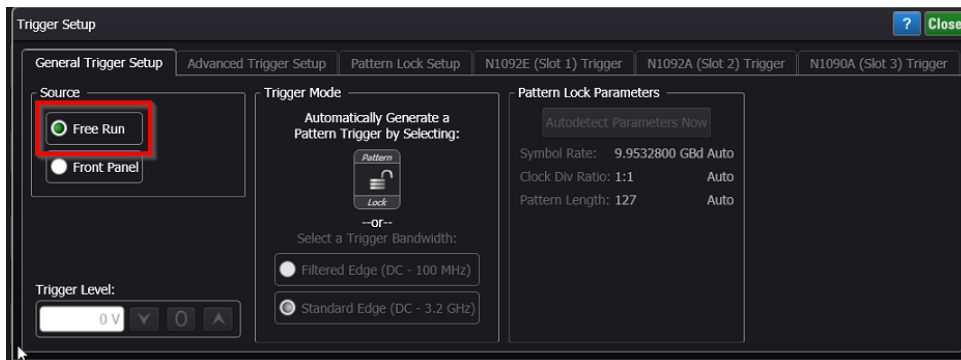 Trigger Setup
? Close
General Trigger Setup
Advanced Trigger Setup
Pattern Lock Setup
N1092E (Slot 1) Trigger
N1092A (Slot 2) Trigger
N1090A (Slot 3) Trigger
Source
Free Run
Front Panel
Trigger Level:
0 V
0
Trigger Mode
Automatically Generate a
Pattern Trigger by Selecting:
Pattern
Lock
--or--
Select a Trigger Bandwidth:
Filtered Edge (DC - 100 MHz)
Standard Edge (DC - 3.2 GHz)
Pattern Lock Parameters
Autodetect Parameters Now
Symbol Rate: 9.9532800 GBd Auto
Clock Div Ratio: 1:1 Auto
Pattern Length: 127 Auto